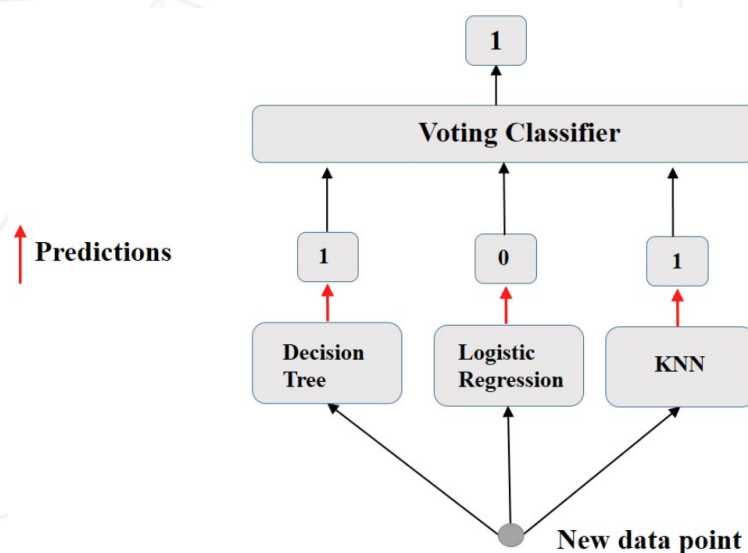 1
Voting Classifier
Predictions
1
0
1
Decision
Tree
Logistic
Regression
KNN
New data point